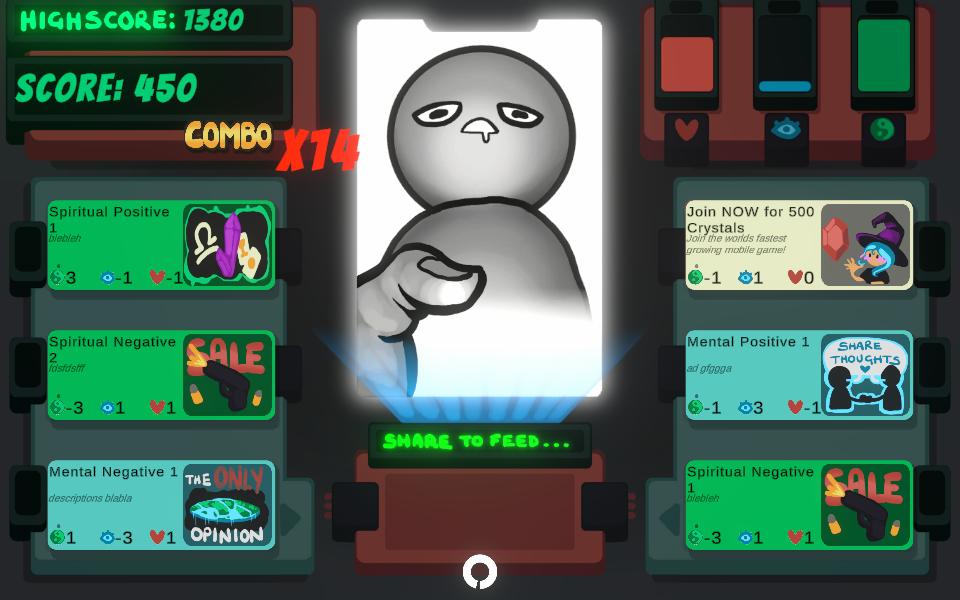 HIGHSCORE: 1380
SCORE: 450
COMBO
X14
Spiritual Positive
1
blebleh
3 -1 -1
Spiritual Negative
2
fdsfdsfff
SALE
-3 1 1
Mental Negative 1
descriptions blabla
THE ONLY
OPINION
1 -3 1
SHARE TO FEED...
Join NOW for 500
Crystals
Join the worlds fastest
growing mobile game!
-1 1 0
Mental Positive 1
ad gfggga
SHARE
THOUGHTS
-1 3 -1
Spiritual Negative
1
blebleh
SALE
-3 1 1